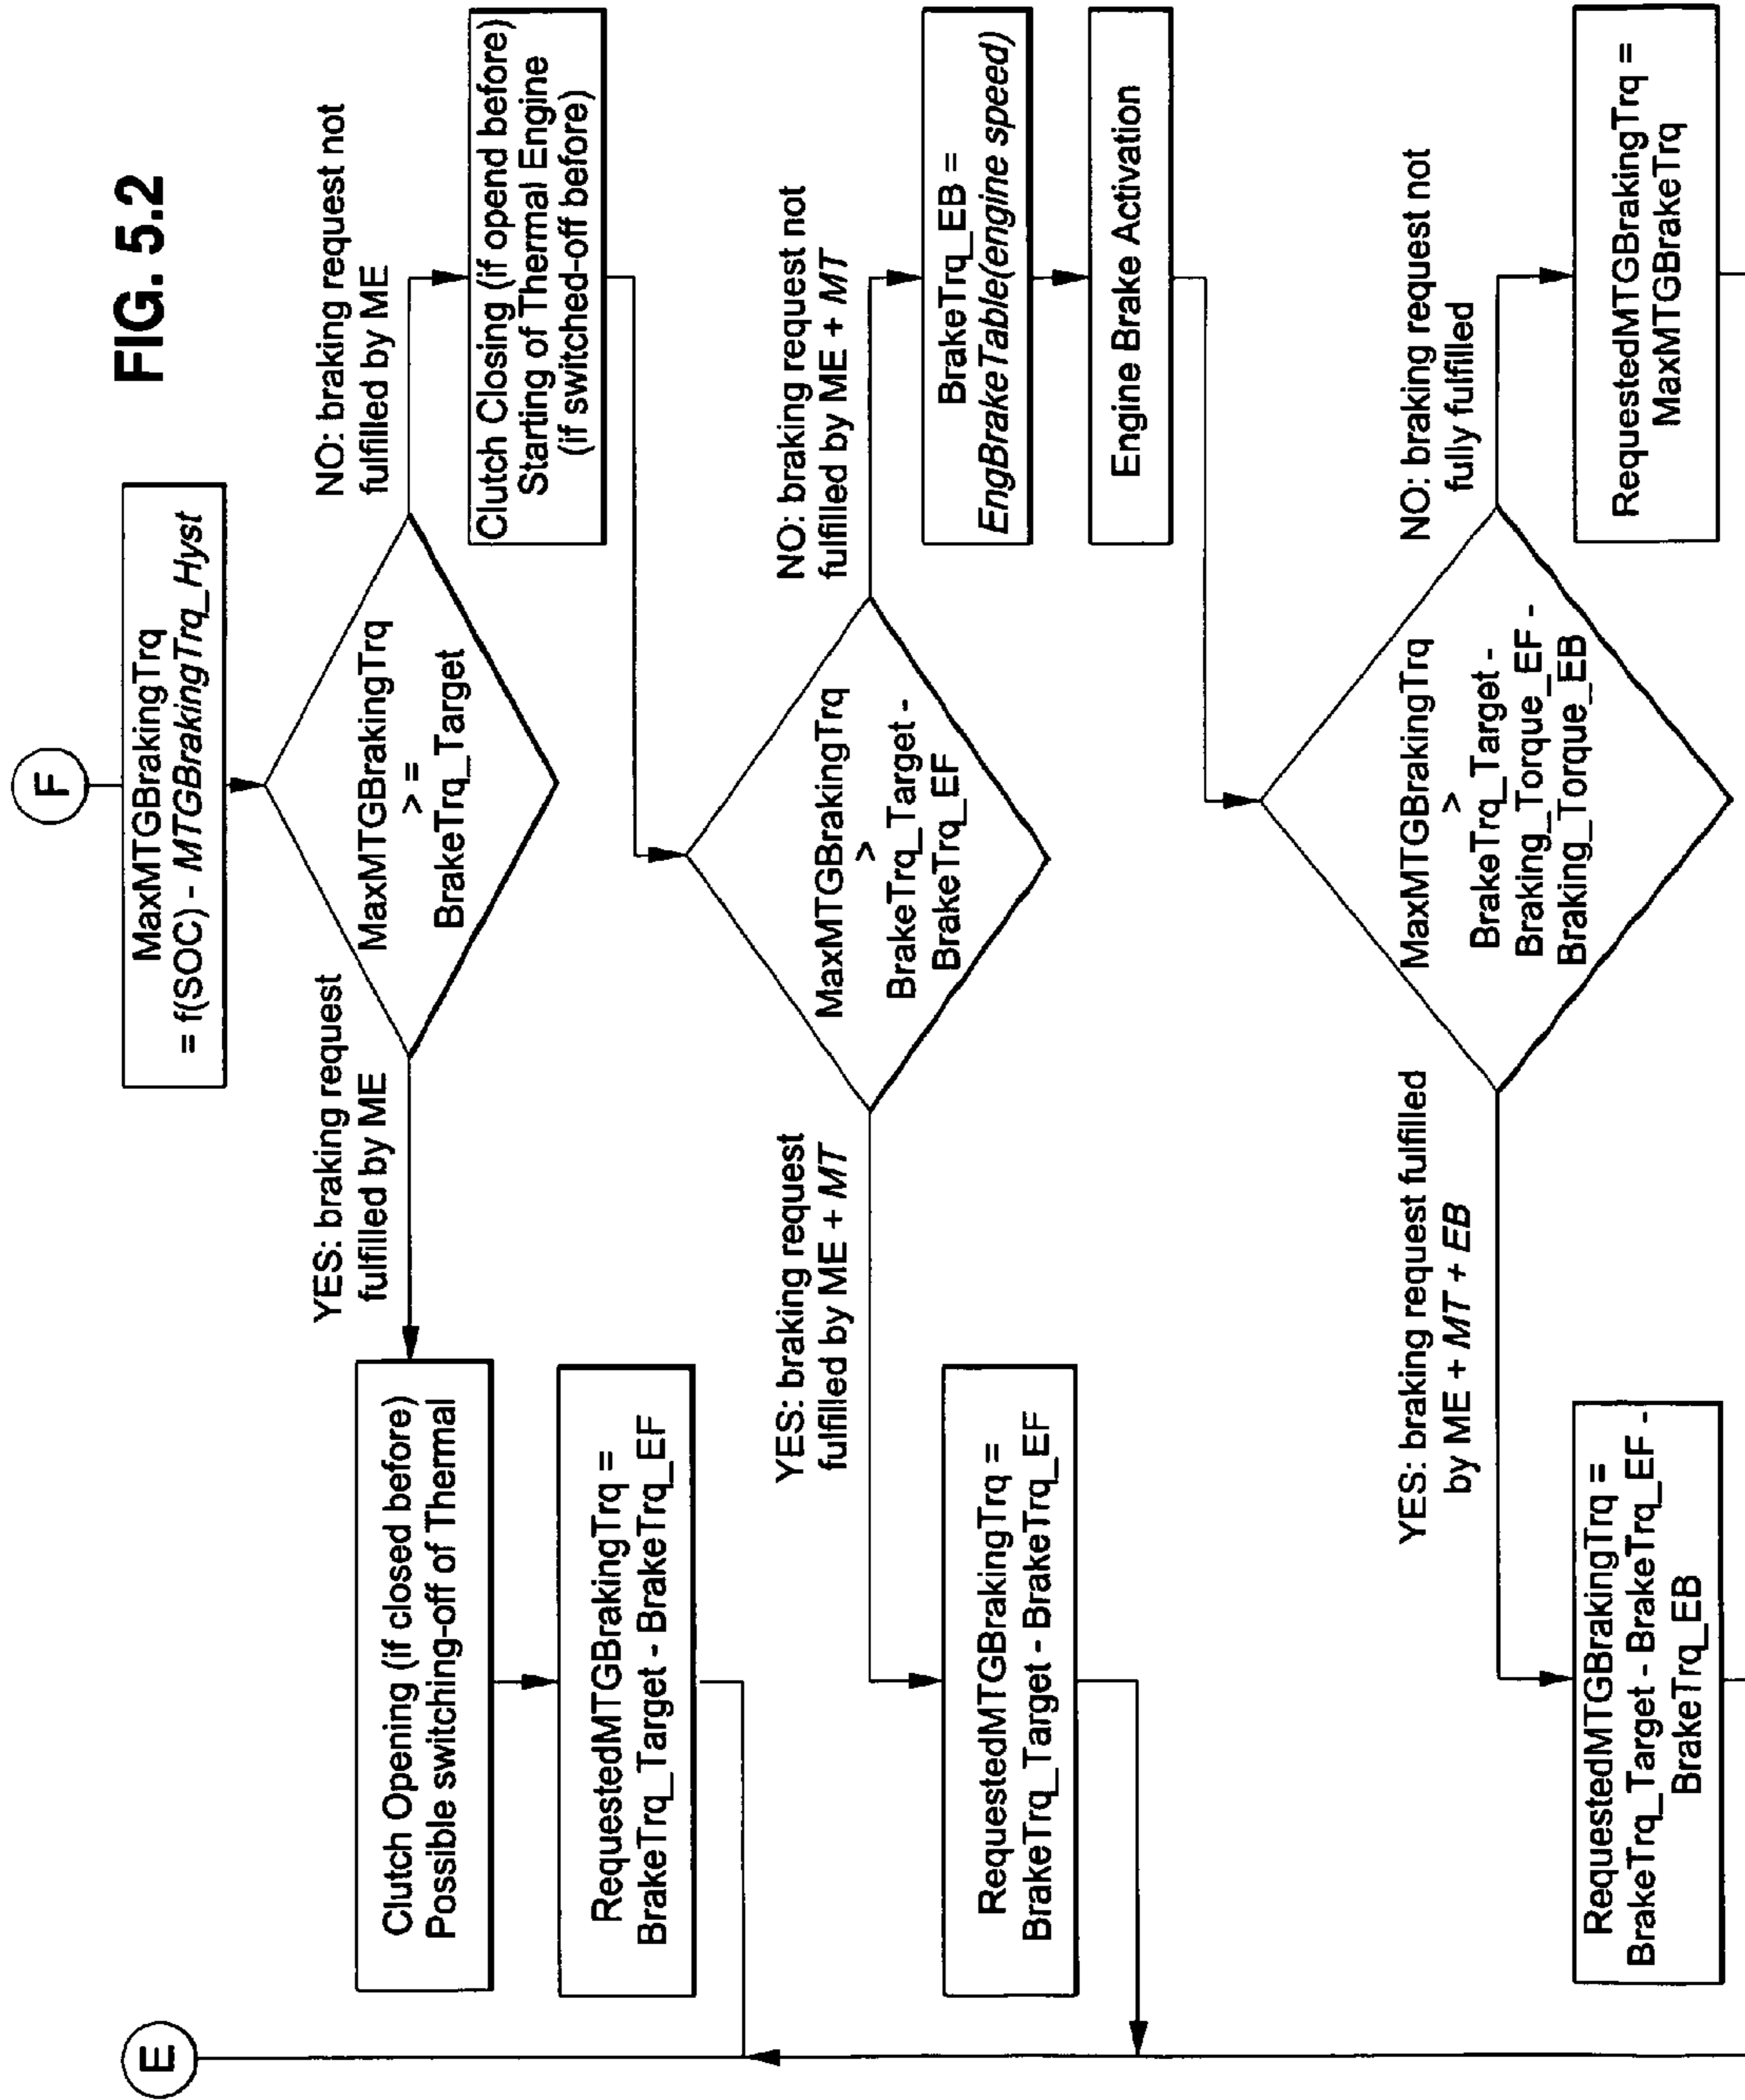 FIG. 5.2
F
MaxMTGBrakingTrq
= f(SOC) - MTGBrakingTrq_Hyst
MaxMTGBrakingTrq
> =
BrakeTrq_Target
YES: braking request
fulfilled by ME
NO: braking request not
fulfilled by ME
Clutch Opening (if closed before)
Possible switching-off of Thermal
RequestedMTGBrakingTrq =
BrakeTrq_Target - BrakeTrq_EF
Clutch Closing (if opend before)
Starting of Thermal Engine
(if switched-off before)
MaxMTGBrakingTrq
>
BrakeTrq_Target -
BrakeTrq_EF
YES: braking request
fulfilled by ME + MT
NO: braking request not
fulfilled by ME + MT
RequestedMTGBrakingTrq =
BrakeTrq_Target - BrakeTrq_EF
BrakeTrq_EB =
EngBrakeTable(engine speed)
Engine Brake Activation
MaxMTGBrakingTrq
>
BrakeTrq_Target -
Braking_Torque_EF -
Braking_Torque_EB
YES: braking request fulfilled
by ME + MT + EB
NO: braking request not
fully fulfilled
RequestedMTGBrakingTrq =
BrakeTrq_Target - BrakeTrq_EF -
BrakeTrq_EB
RequestedMTGBrakingTrq =
MaxMTGBrakeTrq
E